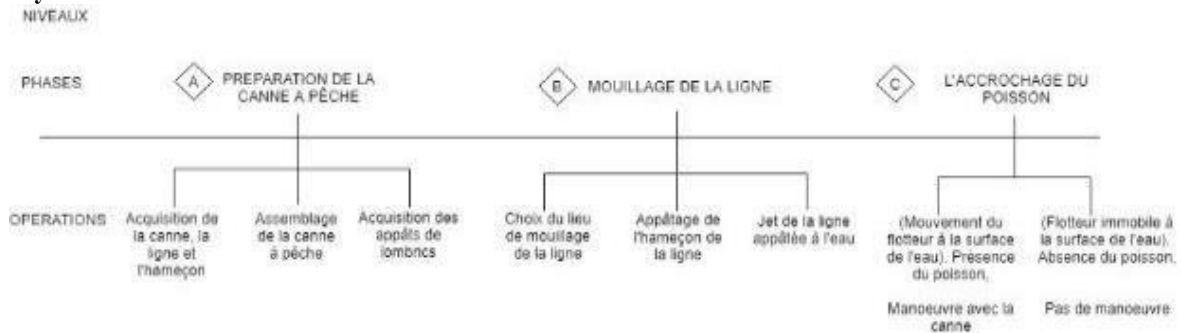 NIVEAUX
PHASES
A
PREPARATION DE LA
CANNE A PÊCHE
B
MOUILLAGE DE LA LIGNE
C
L'ACCROCHAGE DU
POISSON
OPERATIONS
Acquisition de
la canne, la
ligne et
l'hameçon
Assemblage
de la canne
à pêche
Acquisition des
appâts de
lombrics
Choix du lieu
de mouillage
de la ligne
Appâtage de
l'hameçon de
la ligne
Jet de la ligne
appâtée à l'eau
(Mouvement du
flotteur à la surface
de l'eau). Présence
du poisson.
Manoeuvre avec la
canne
(Flotteur immobile à
la surface de l'eau).
Absence du poisson.
Pas de manoeuvre